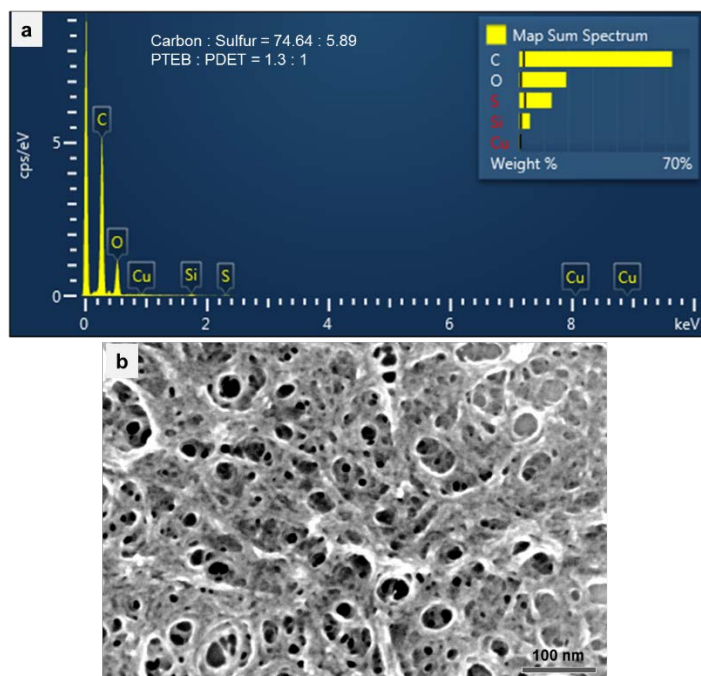 a
Carbon : Sulfur = 74.64 : 5.89
PTEB : PDET = 1.3 : 1
Map Sum Spectrum
C
O
S
Si
Cu
Weight % 70%
cps/eV
5
0
C
O
Cu
Si
S
Cu
Cu
0 2 4 6 8 keV
b
100 nm